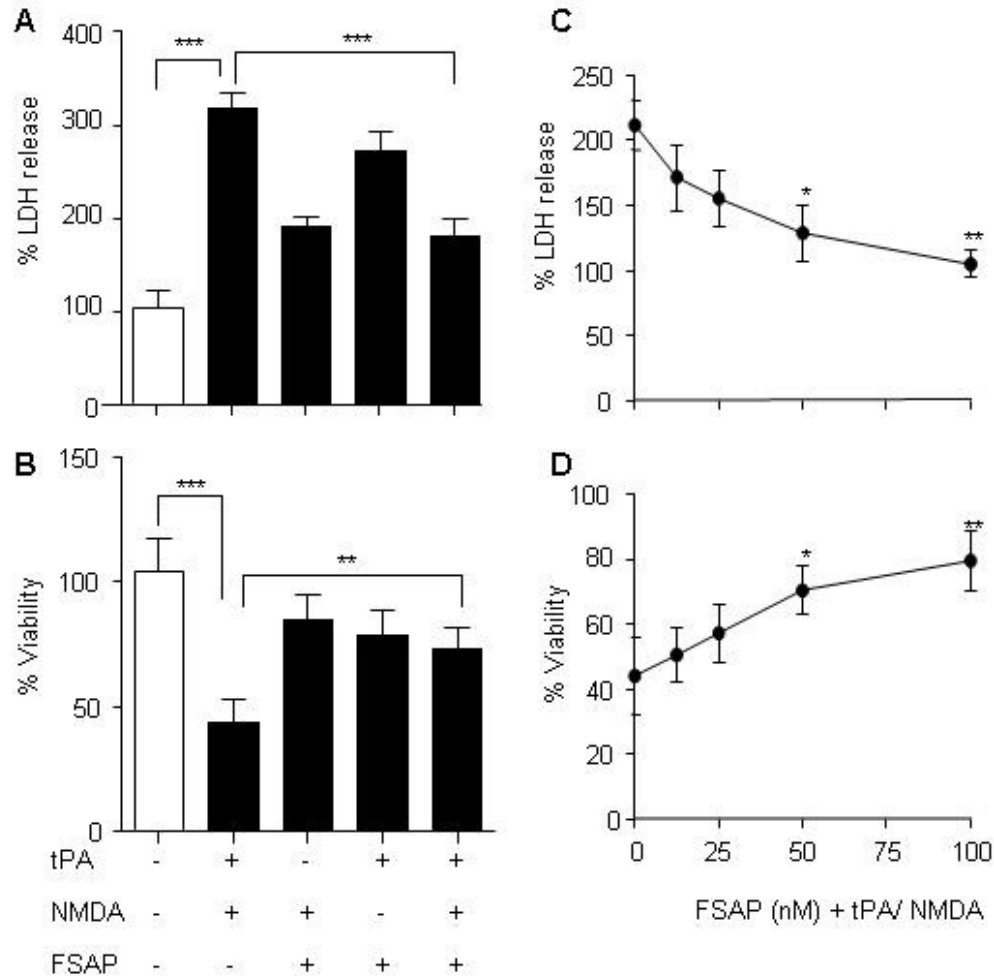 A
400
300
200
100
0
% LDH release
***
***
B
150
100
50
0
% Viability
***
**
tPA - + - + +
NMDA - + + - +
FSAP - - + + +
C
250
200
150
100
50
0
% LDH release
*
**
D
100
80
60
40
20
0
% Viability
*
**
0 25 50 75 100
FSAP (nM) + tPA/ NMDA